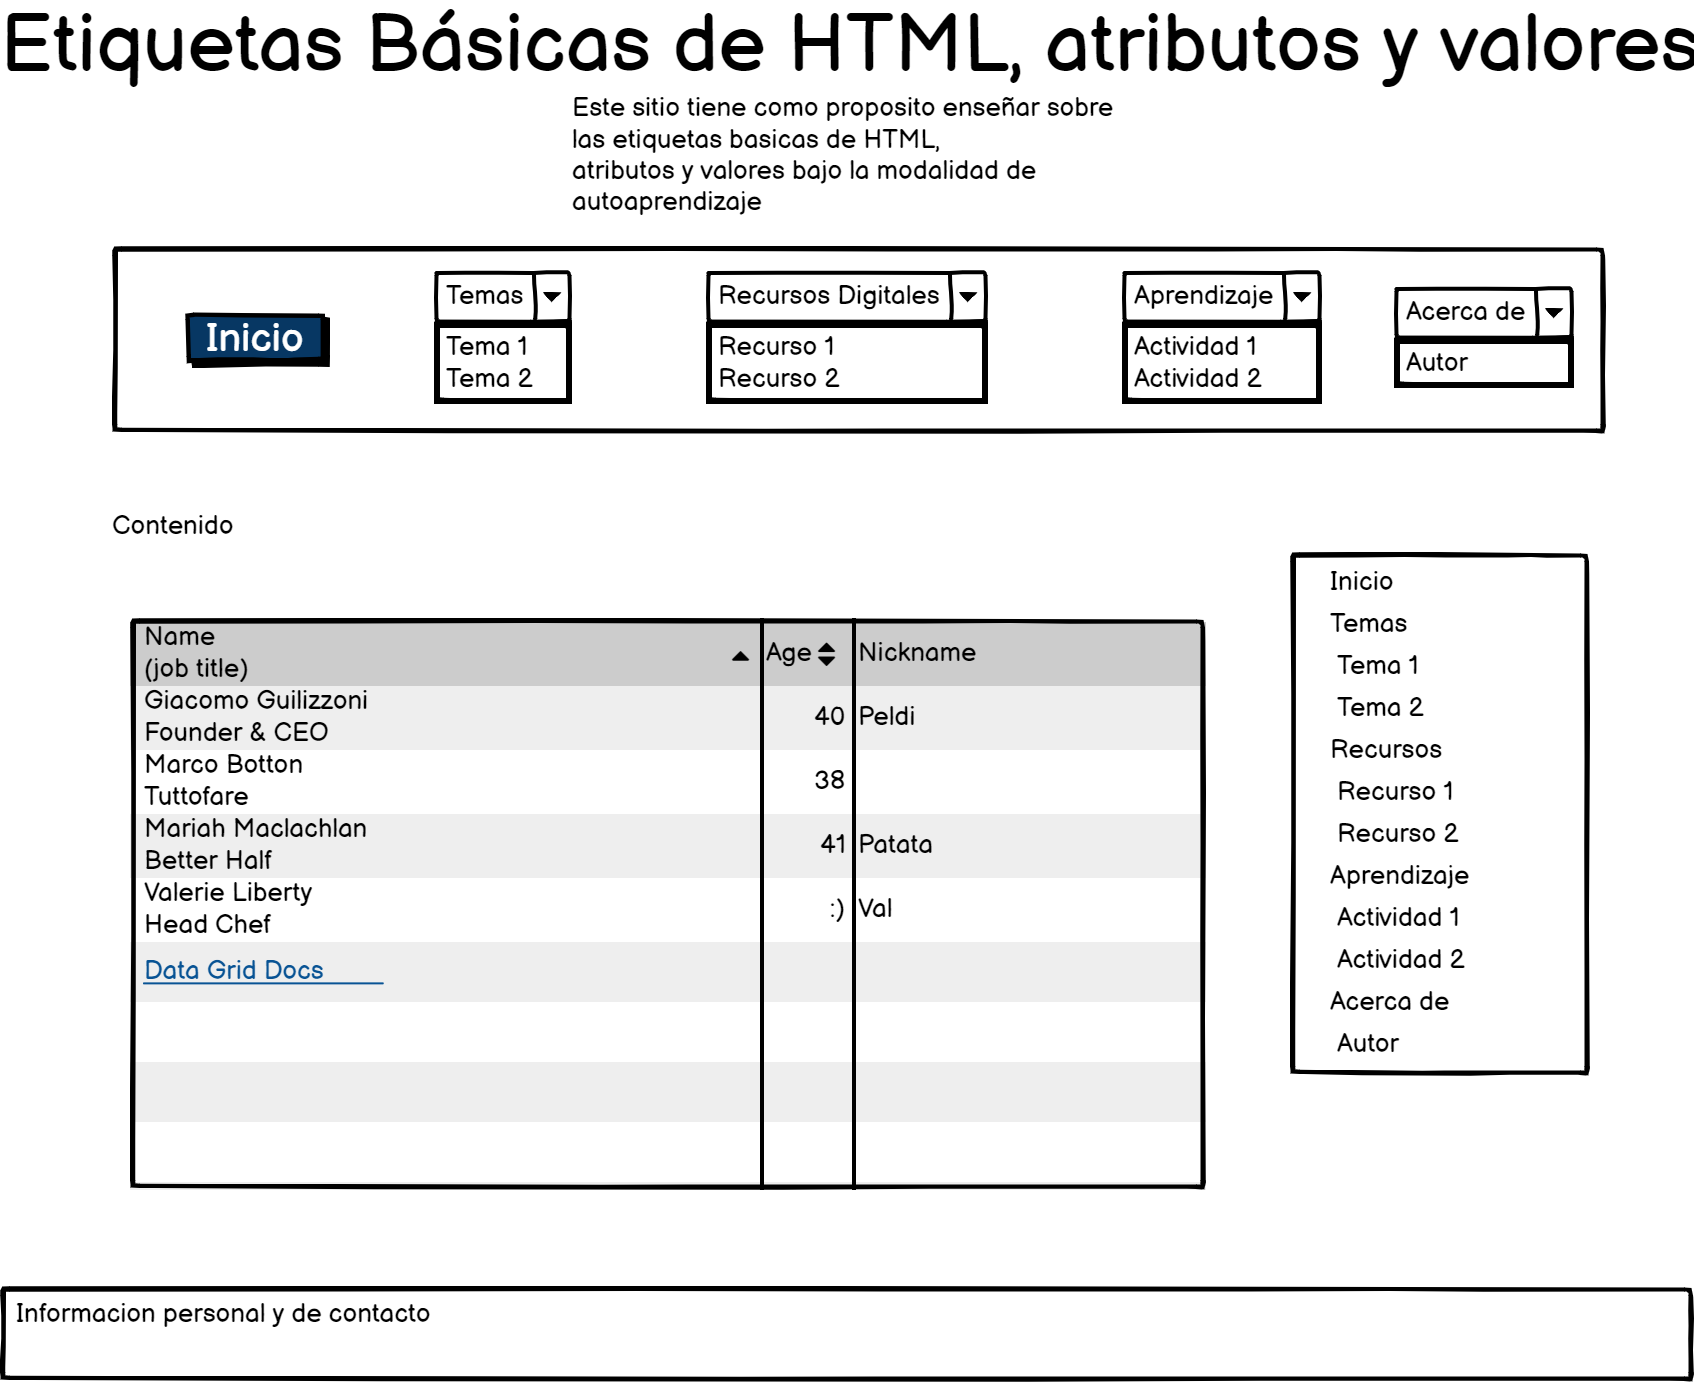 Etiquetas Básicas de HTML, atributos y valores
Este sitio tiene como proposito enseñar sobre
las etiquetas basicas de HTML,
atributos y valores bajo la modalidad de
autoaprendizaje
Inicio
Temas
Tema 1
Tema 2
Recursos Digitales
Recurso 1
Recurso 2
Aprendizaje
Actividad 1
Actividad 2
Acerca de
Autor
Contenido
Name
(job title)
Age
Nickname
Giacomo Guilizzoni
Founder & CEO
40
Peldi
Marco Botton
Tuttofare
38
Mariah Maclachlan
Better Half
41
Patata
Valerie Liberty
Head Chef
:)
Val
Data Grid Docs
Inicio
Temas
Tema 1
Tema 2
Recursos
Recurso 1
Recurso 2
Aprendizaje
Actividad 1
Actividad 2
Acerca de
Autor
Informacion personal y de contacto